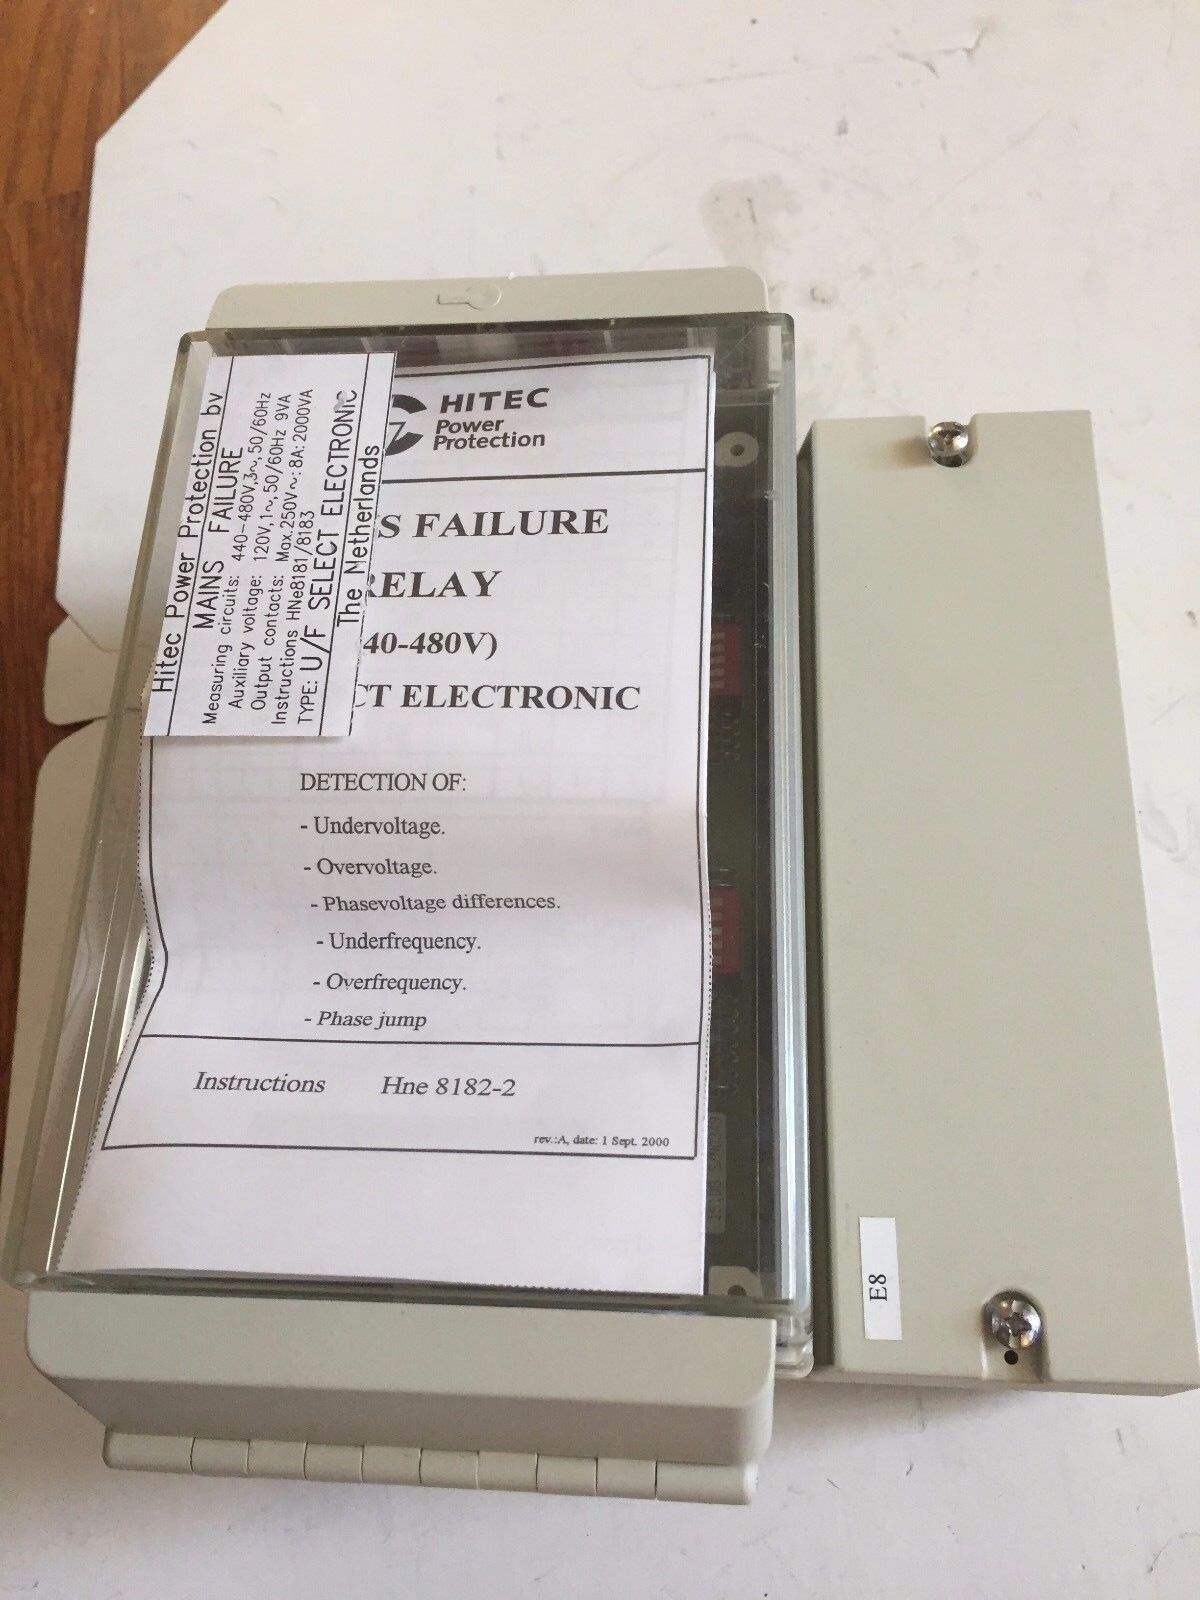 Hitec Power Protection bv
MAINS FAILURE
Measuring circuits: 440-480V,3~,50/60Hz
Auxiliary voltage: 120V,1~,50/60Hz 9VA
Output contacts: Max.250V~:8A:2000VA
Instructions HNe8181/8183
TYPE: U/F SELECT ELECTRONIC
The Netherlands
HITEC
Power
Protection
S FAILURE
RELAY
40-480V)
CT ELECTRONIC
DETECTION OF:
- Undervoltage.
- Overvoltage.
- Phasevoltage differences.
- Underfrequency.
- Overfrequency.
- Phase jump
Instructions Hne 8182-2
rev.:A, date: 1 Sept. 2000
E8